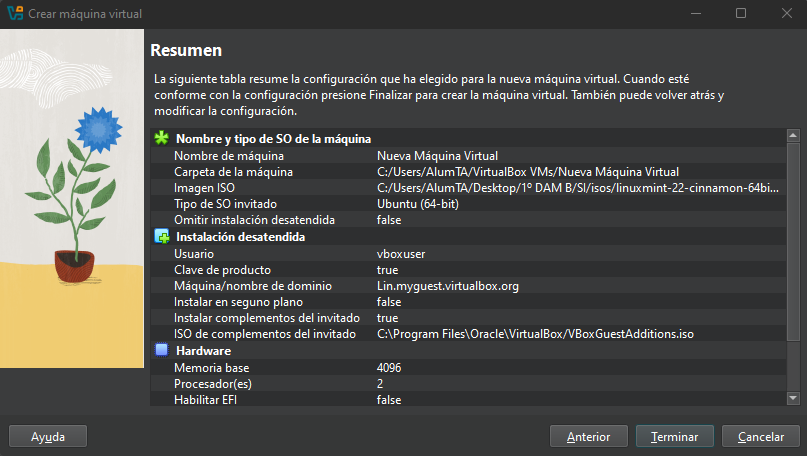 Crear máquina virtual
Resumen
La siguiente tabla resume la configuración que ha elegido para la nueva máquina virtual. Cuando esté
conforme con la configuración presione Finalizar para crear la máquina virtual. También puede volver atrás y
modificar la configuración.
Nombre y tipo de SO de la máquina
Nombre de máquina Nueva Máquina Virtual
Carpeta de la máquina C:/Users/AlumTA/VirtualBox VMs/Nueva Máquina Virtual
Imagen ISO C:/Users/AlumTA/Desktop/1º DAM B/SI/isos/linuxmint-22-cinnamon-64bi...
Tipo de SO invitado Ubuntu (64-bit)
Omitir instalación desatendida false
Instalación desatendida
Usuario vboxuser
Clave de producto true
Máquina/nombre de dominio Lin.myguest.virtualbox.org
Instalar en seguno plano false
Instalar complementos del invitado true
ISO de complementos del invitado C:\Program Files\Oracle\VirtualBox/VBoxGuestAdditions.iso
Hardware
Memoria base 4096
Procesador(es) 2
Habilitar EFI false
Ayuda Anterior Terminar Cancelar